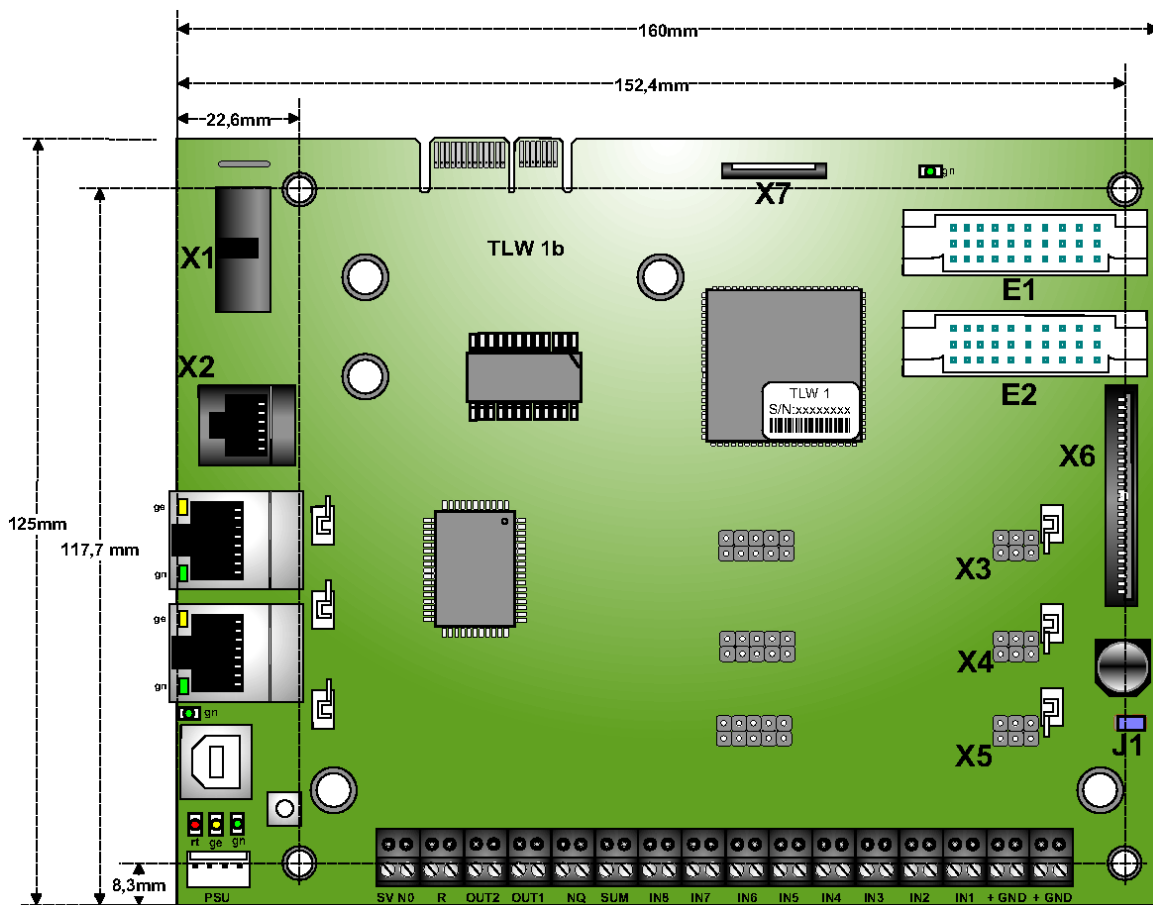 160mm
152,4mm
22,6mm
X7
gn
X1
TLW 1b
E1
X2
E2
TLW 1
S/N:xxxxxxxx
X6
ge
125mm
117,7 mm
gn
X3
ge
X4
gn
gn
J1
X5
rt ge gn
8,3mm
PSU
SV N0 R OUT2 OUT1 NQ SUM IN8 IN7 IN6 IN5 IN4 IN3 IN2 IN1 + GND + GND